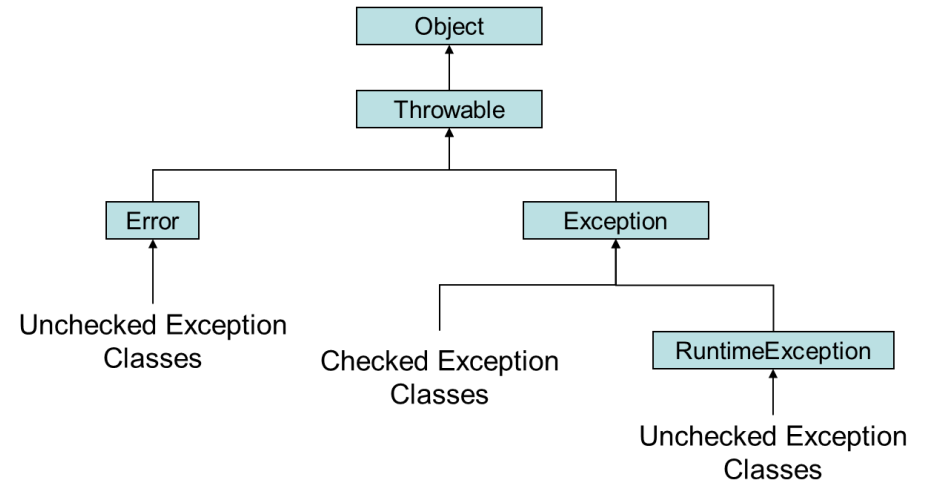 Object
Throwable
Error
Exception
Unchecked Exception
Classes
Checked Exception
Classes
RuntimeException
Unchecked Exception
Classes